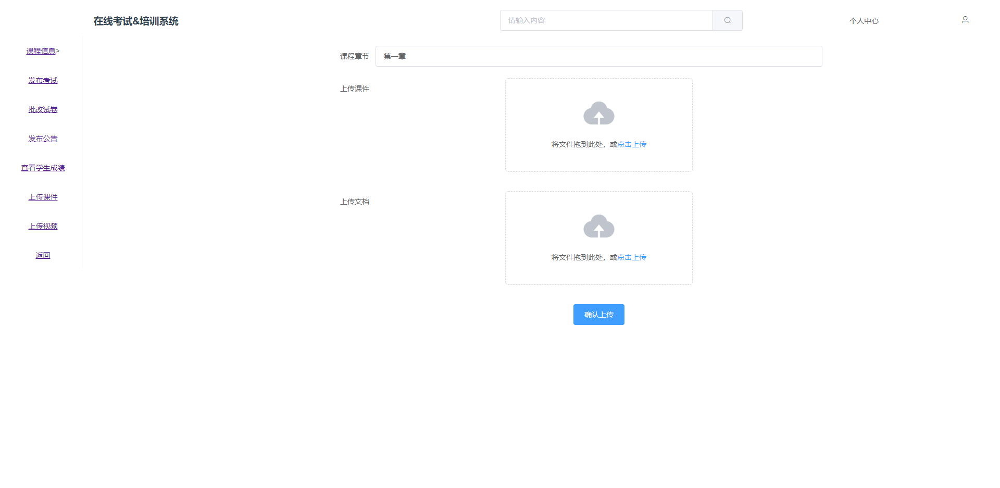 在线考试&培训系统
请输入内容
个人中心
课程信息>
发布考试
批改试卷
发布公告
查看学生成绩
上传课件
上传视频
返回
课程章节
第一章
上传课件
将文件拖到此处，或点击上传
上传文档
将文件拖到此处，或点击上传
确认上传